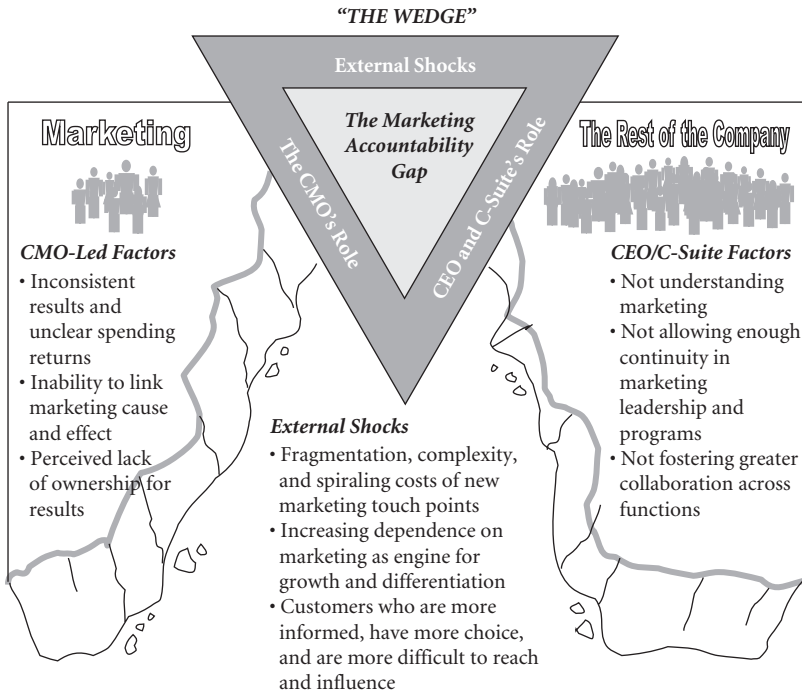 “THE WEDGE”
External Shocks
The Marketing
Accountability
Gap
The CMO’s Role
CEO and C-Suite’s Role
Marketing
CMO-Led Factors
• Inconsistent
results and
unclear spending
returns
• Inability to link
marketing cause
and effect
• Perceived lack
of ownership for
results
The Rest of the Company
CEO/C-Suite Factors
• Not understanding
marketing
• Not allowing enough
continuity in
marketing
leadership and
programs
• Not fostering greater
collaboration across
functions
External Shocks
• Fragmentation, complexity,
and spiraling costs of new
marketing touch points
• Increasing dependence on
marketing as engine for
growth and differentiation
• Customers who are more
informed, have more choice,
and are more difficult to reach
and influence